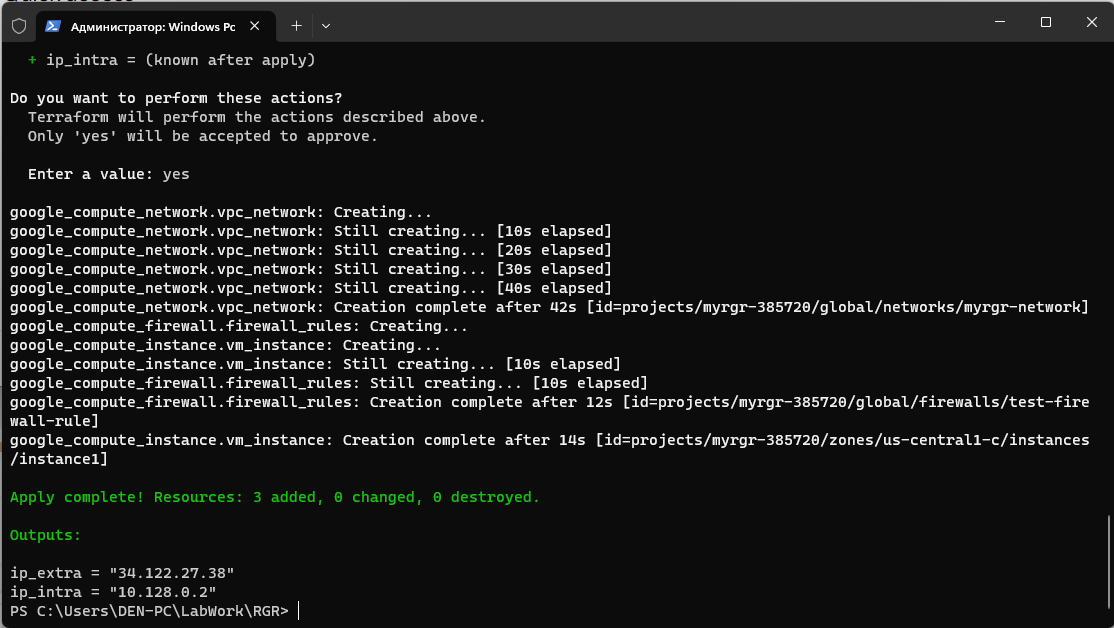 Администратор: Windows Pc
+ ip_intra = (known after apply)
Do you want to perform these actions?
Terraform will perform the actions described above.
Only 'yes' will be accepted to approve.
Enter a value: yes
google_compute_network.vpc_network: Creating...
google_compute_network.vpc_network: Still creating... [10s elapsed]
google_compute_network.vpc_network: Still creating... [20s elapsed]
google_compute_network.vpc_network: Still creating... [30s elapsed]
google_compute_network.vpc_network: Still creating... [40s elapsed]
google_compute_network.vpc_network: Creation complete after 42s [id=projects/myrgr-385720/global/networks/myrgr-network]
google_compute_firewall.firewall_rules: Creating...
google_compute_instance.vm_instance: Creating...
google_compute_instance.vm_instance: Still creating... [10s elapsed]
google_compute_firewall.firewall_rules: Still creating... [10s elapsed]
google_compute_firewall.firewall_rules: Creation complete after 12s [id=projects/myrgr-385720/global/firewalls/test-fire
wall-rule]
google_compute_instance.vm_instance: Creation complete after 14s [id=projects/myrgr-385720/zones/us-central1-c/instances
/instance1]
Apply complete! Resources: 3 added, 0 changed, 0 destroyed.
Outputs:
ip_extra = "34.122.27.38"
ip_intra = "10.128.0.2"
PS C:\Users\DEN-PC\LabWork\RGR>